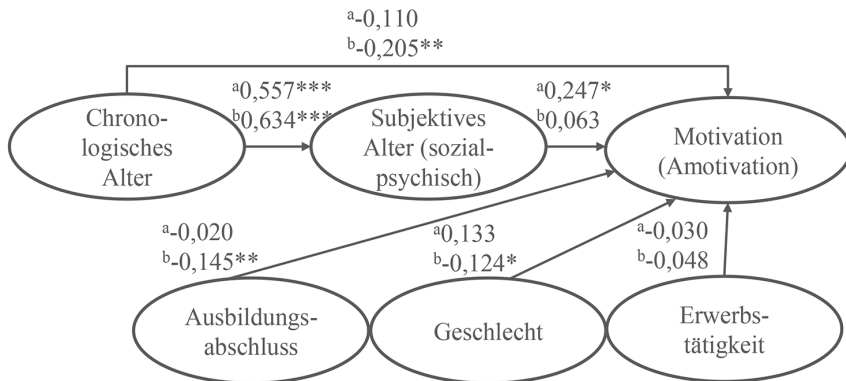 ᵃ-0,110
ᵇ-0,205**
ᵃ0,557***
ᵇ0,634***
ᵃ0,247*
ᵇ0,063
Chrono-
logisches
Alter
Subjektives
Alter (sozial-
psychisch)
Motivation
(Amotivation)
ᵃ-0,020
ᵇ-0,145**
ᵃ0,133
ᵇ-0,124*
ᵃ-0,030
ᵇ-0,048
Ausbildungs-
abschluss
Geschlecht
Erwerbs-
tätigkeit